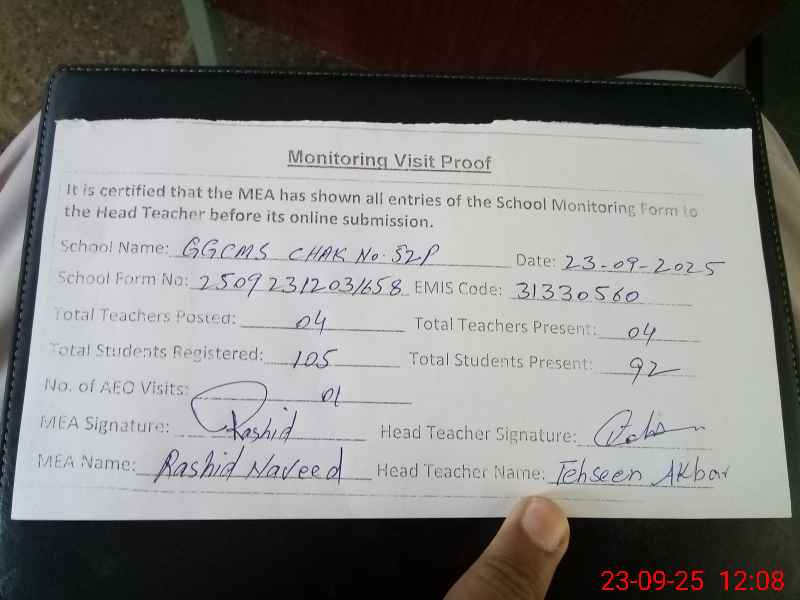 Monitoring Visit Proof
It is certified that the MEA has shown all entries of the School Monitoring Form to
the Head Teacher before its online submission.
School Name: GGCMS CHAK No. 52P Date: 23-09-2025
School Form No: 25092312031658 EMIS Code: 31330560
Total Teachers Posted: 04 Total Teachers Present: 04
Total Students Registered: 105 Total Students Present: 92
No. of AEO Visits: 01
MEA Signature: Rashid Head Teacher Signature:
MEA Name: Rashid Naveed Head Teacher Name: Tehseen Akbar
23-09-25 12:08